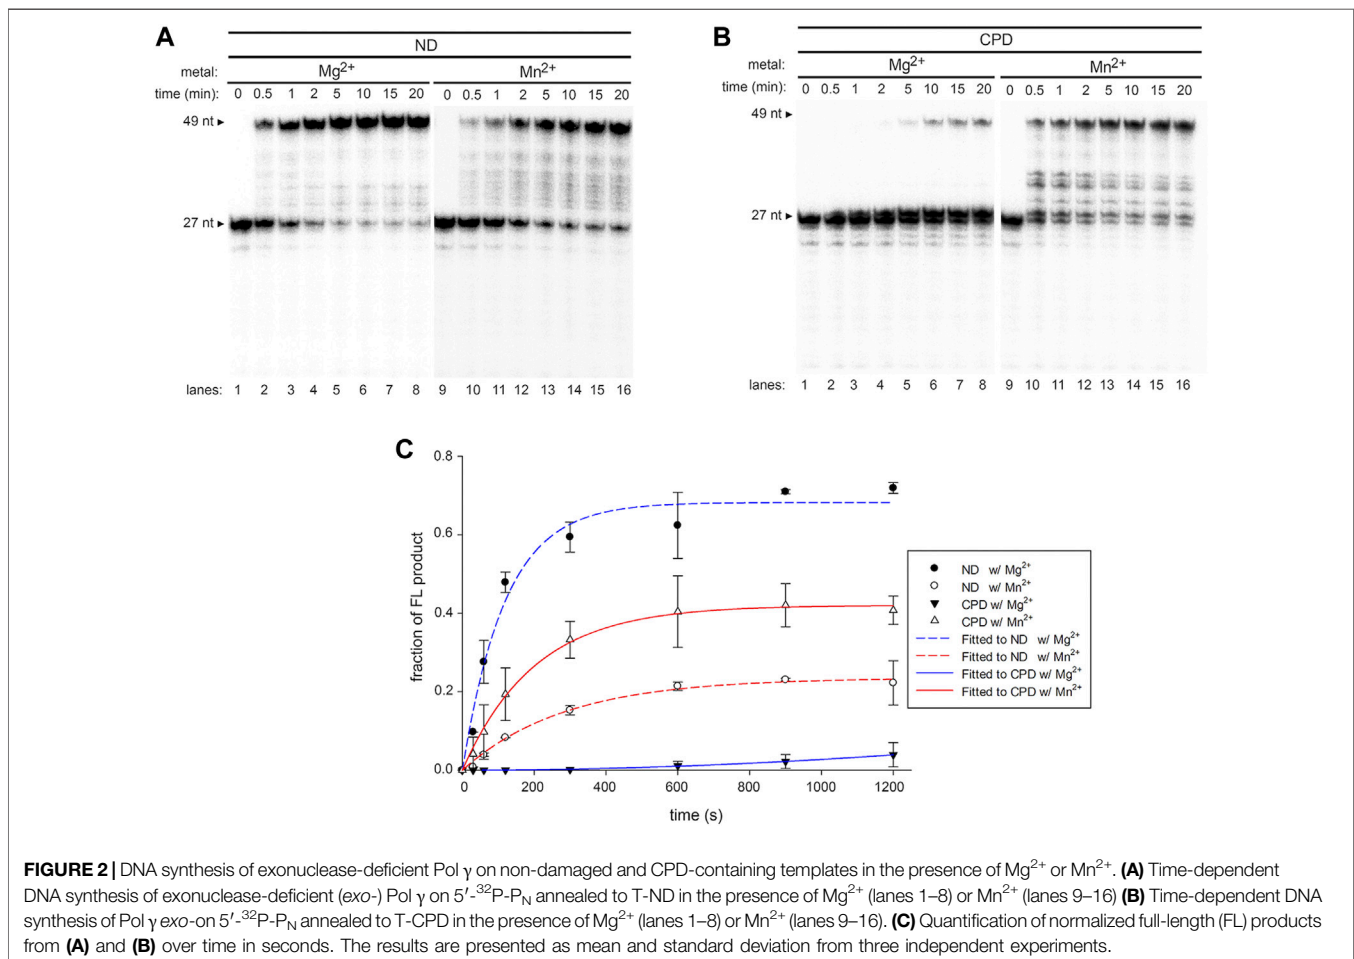 A
ND
metal: Mg2+ Mn2+
time (min): 0 0.5 1 2 5 10 15 20 0 0.5 1 2 5 10 15 20
49 nt ▸
27 nt ▸
lanes: 1 2 3 4 5 6 7 8 9 10 11 12 13 14 15 16
B
CPD
metal: Mg2+ Mn2+
time (min): 0 0.5 1 2 5 10 15 20 0 0.5 1 2 5 10 15 20
49 nt ▸
27 nt ▸
lanes: 1 2 3 4 5 6 7 8 9 10 11 12 13 14 15 16
C
fraction of FL product
0.8
0.6
0.4
0.2
0.0
0 200 400 600 800 1000 1200
time (s)
ND w/ Mg2+
ND w/ Mn2+
CPD w/ Mg2+
CPD w/ Mn2+
Fitted to ND w/ Mg2+
Fitted to ND w/ Mn2+
Fitted to CPD w/ Mg2+
Fitted to CPD w/ Mn2+
FIGURE 2 | DNA synthesis of exonuclease-deficient Pol γ on non-damaged and CPD-containing templates in the presence of Mg2+ or Mn2+. (A) Time-dependent
DNA synthesis of exonuclease-deficient (exo-) Pol γ on 5′-32P-PN annealed to T-ND in the presence of Mg2+ (lanes 1–8) or Mn2+ (lanes 9–16) (B) Time-dependent DNA
synthesis of Pol γ exo-on 5′-32P-PN annealed to T-CPD in the presence of Mg2+ (lanes 1–8) or Mn2+ (lanes 9–16). (C) Quantification of normalized full-length (FL) products
from (A) and (B) over time in seconds. The results are presented as mean and standard deviation from three independent experiments.